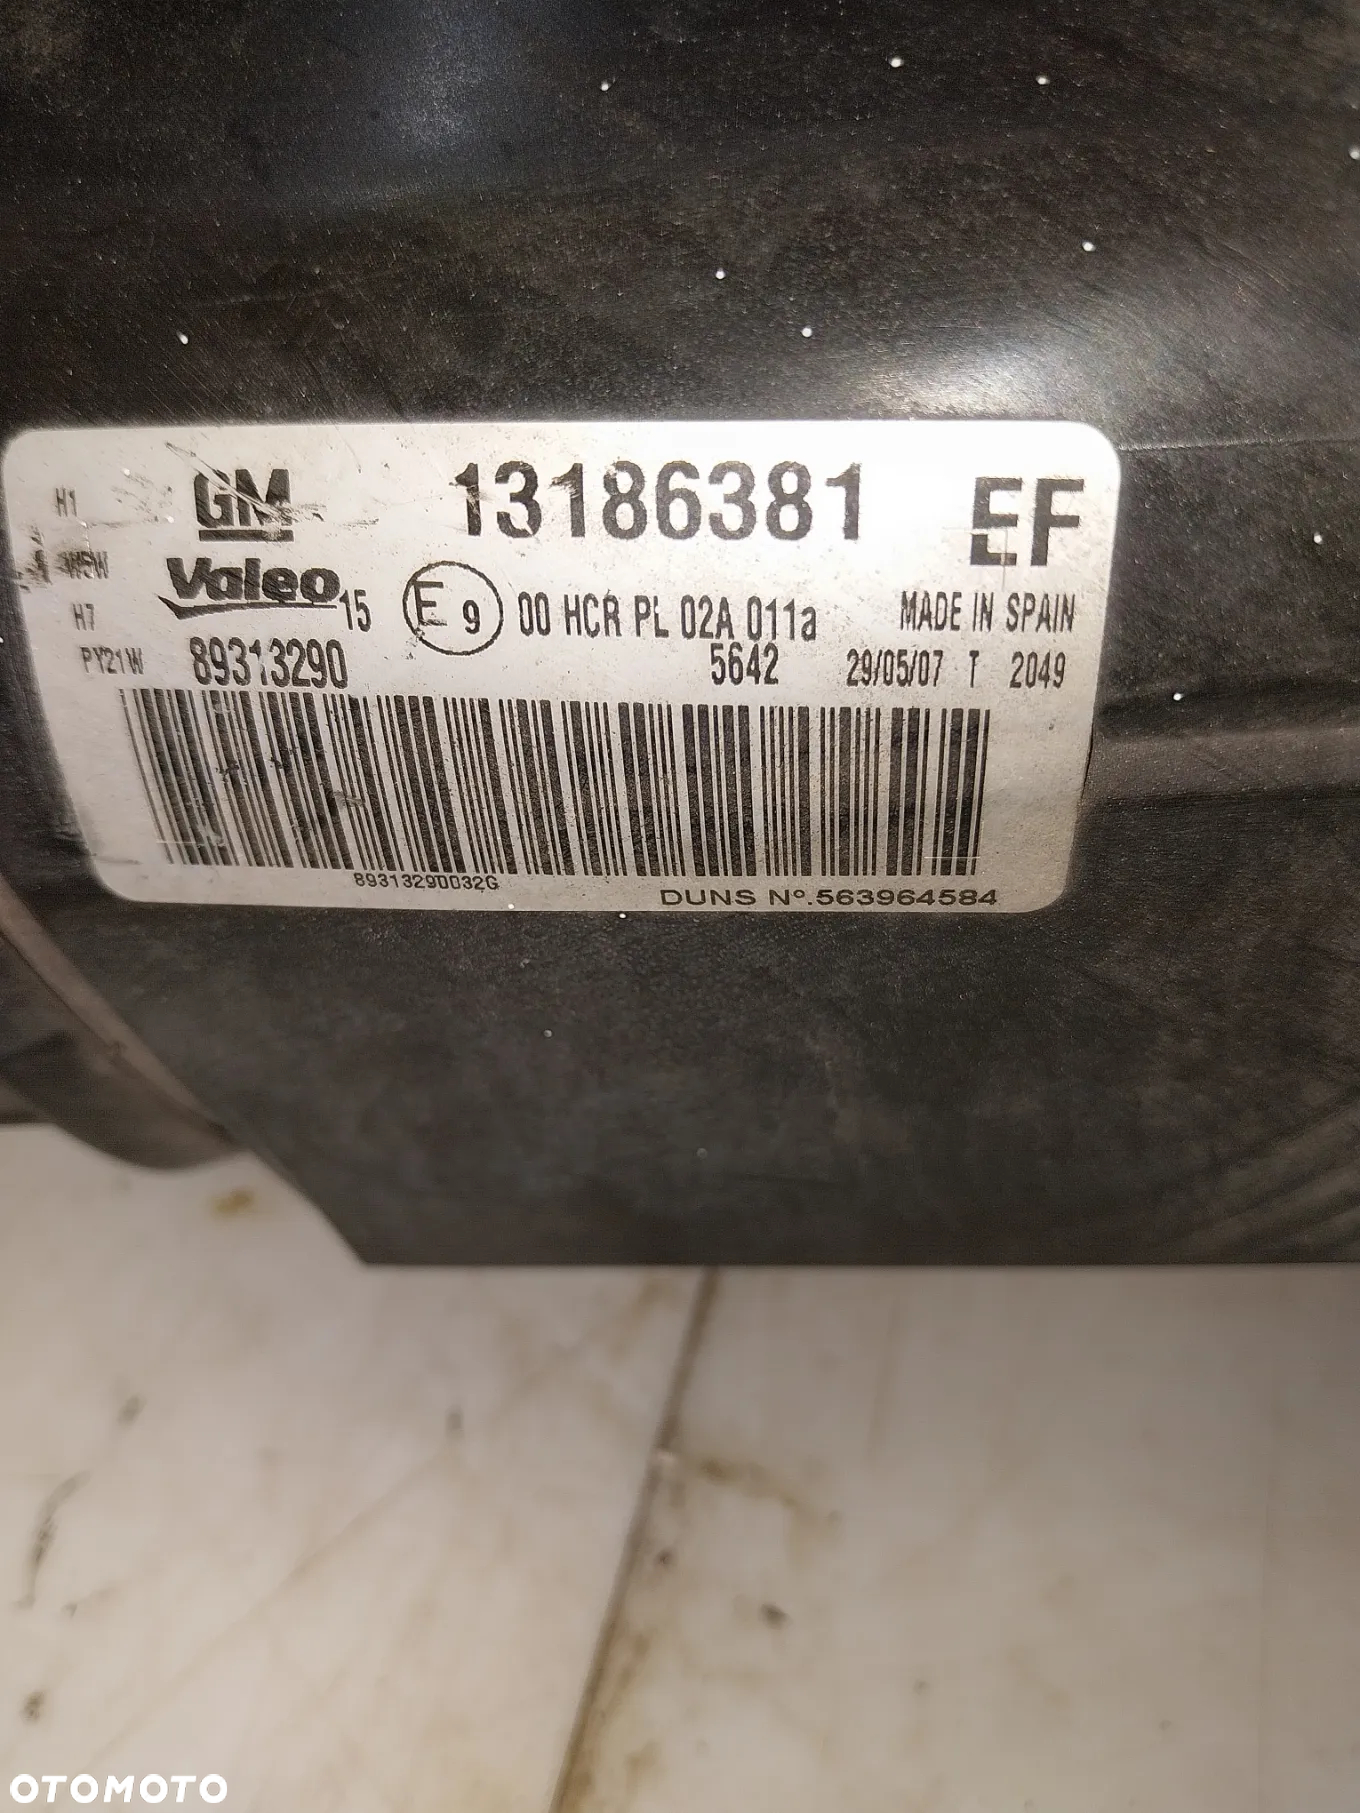 H1 GM 13186381 EF
W5W Valeo 15 E9 00 HCR PL 02A 011a MADE IN SPAIN
H7
PY21W 89313290 5642 29/05/07 T 2049
89313290032G DUNS Nº.563964584
OTOMOTO